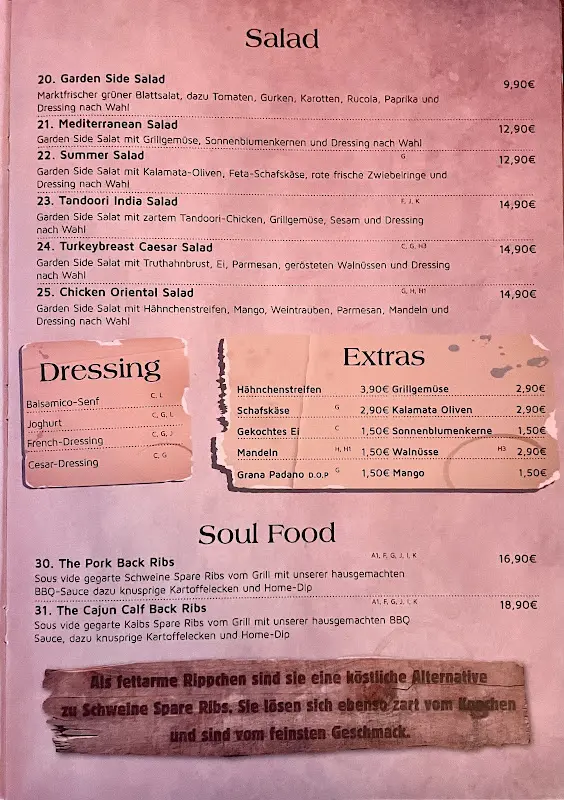 Salad
20. Garden Side Salad 9,90€
Marktfrischer grüner Blattsalat, dazu Tomaten, Gurken, Karotten, Rucola, Paprika und
Dressing nach Wahl
21. Mediterranean Salad 12,90€
Garden Side Salat mit Grillgemüse, Sonnenblumenkernen und Dressing nach Wahl
22. Summer Salad G 12,90€
Garden Side Salat mit Kalamata-Oliven, Feta-Schafskäse, rote frische Zwiebelringe und
Dressing nach Wahl
23. Tandoori India Salad F, J, K 14,90€
Garden Side Salat mit zartem Tandoori-Chicken, Grillgemüse, Sesam und Dressing
nach Wahl
24. Turkeybreast Caesar Salad C, G, H3 14,90€
Garden Side Salat mit Truthahnbrust, Ei, Parmesan, gerösteten Walnüssen und Dressing
nach Wahl
25. Chicken Oriental Salad G, H, H1 14,90€
Garden Side Salat mit Hähnchenstreifen, Mango, Weintrauben, Parmesan, Mandeln und
Dressing nach Wahl
Dressing
Balsamico-Senf C, L
Joghurt C, G, L
French-Dressing C, G, J
Cesar-Dressing C, G
Extras
Hähnchenstreifen 3,90€ Grillgemüse 2,90€
Schafskäse G 2,90€ Kalamata Oliven 2,90€
Gekochtes Ei C 1,50€ Sonnenblumenkerne 1,50€
Mandeln H, H1 1,50€ Walnüsse H3 2,90€
Grana Padano D.O.P G 1,50€ Mango 1,50€
Soul Food
30. The Pork Back Ribs A1, F, G, J, I, K 16,90€
Sous vide gegarte Schweine Spare Ribs vom Grill mit unserer hausgemachten
BBQ-Sauce dazu knusprige Kartoffelecken und Home-Dip
31. The Cajun Calf Back Ribs A1, F, G, J, I, K 18,90€
Sous vide gegarte Kalbs Spare Ribs vom Grill mit unserer hausgemachten BBQ
Sauce, dazu knusprige Kartoffelecken und Home-Dip
Als fettarme Rippchen sind sie eine köstliche Alternative
zu Schweine Spare Ribs. Sie lösen sich ebenso zart vom Knochen
und sind vom feinsten Geschmack.